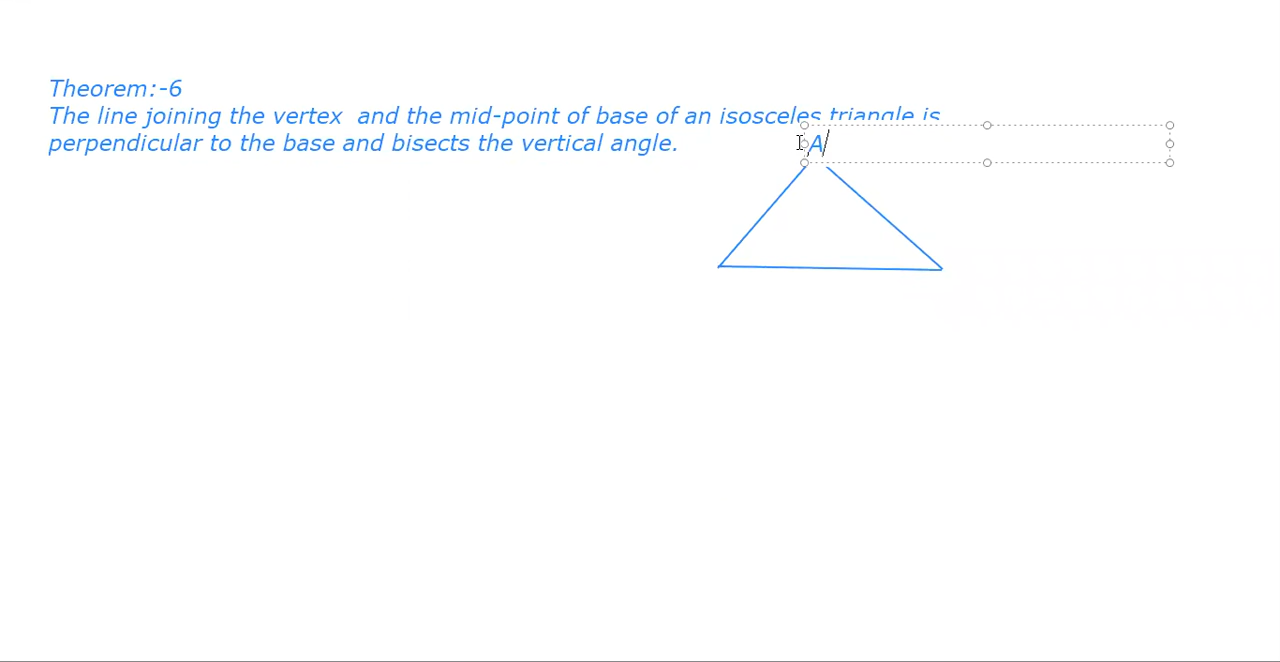 Theorem:-6
The line joining the vertex  and the mid-point of base of an isosceles triangle is
perpendicular to the base and bisects the vertical angle.
A